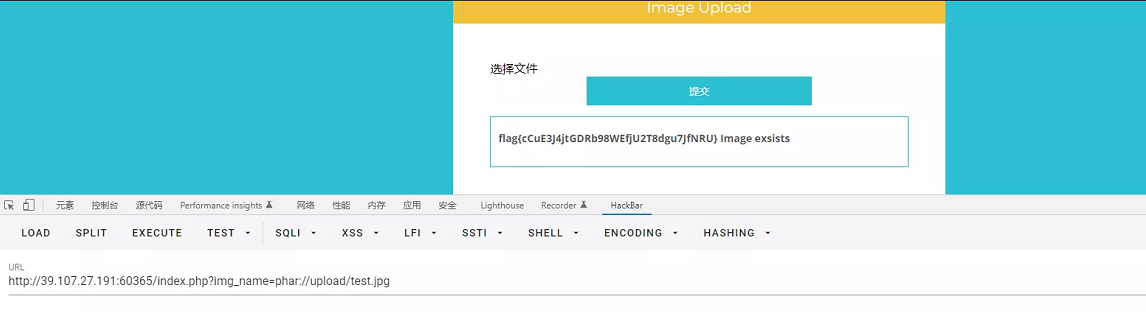 Image Upload
选择文件
提交
flag{cCuE3J4jtGDRb98WEfjU2T8dgu7JfNRU} Image exsists
元素 控制台 源代码 Performance insights 网络 性能 内存 应用 安全 Lighthouse Recorder HackBar
LOAD SPLIT EXECUTE TEST SQLI XSS LFI SSTI SHELL ENCODING HASHING
URL
http://39.107.27.191:60365/index.php?img_name=phar://upload/test.jpg